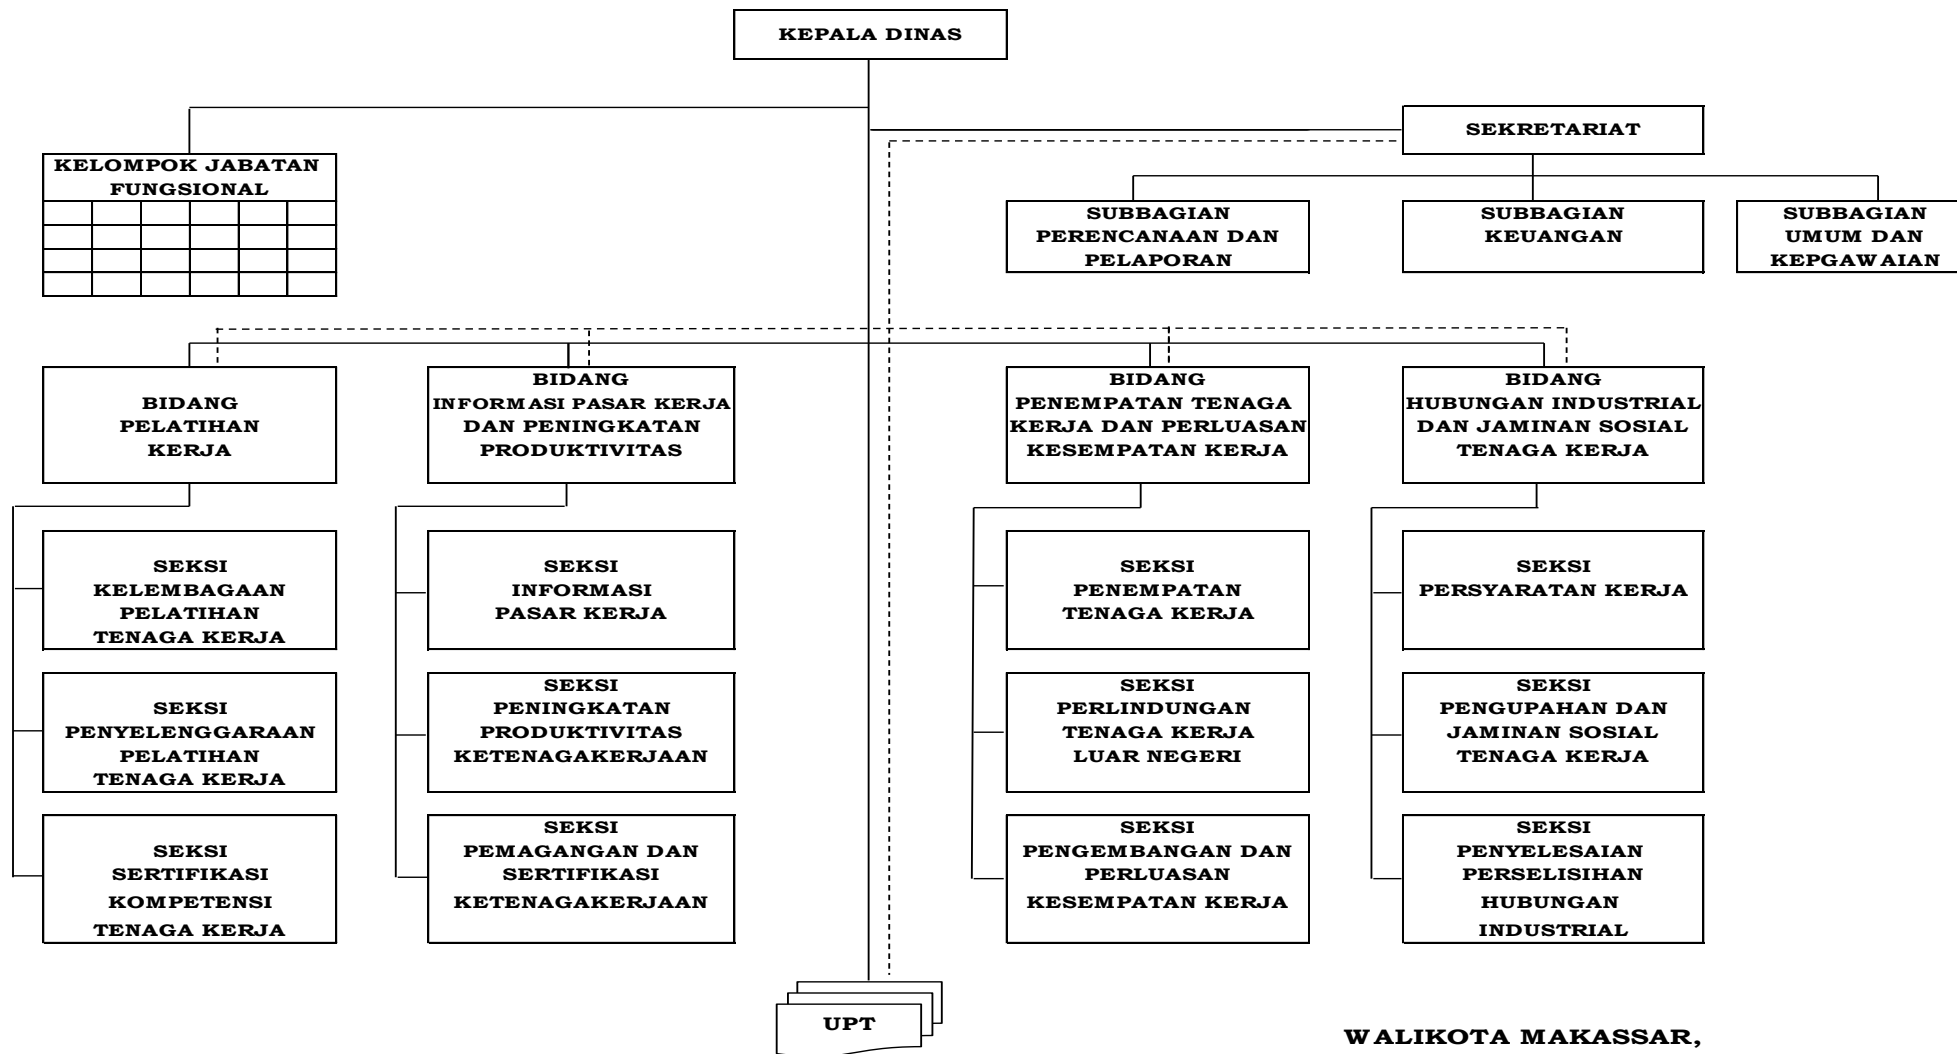 KEPALA DINAS
SEKRETARIAT
KELOMPOK JABATAN
FUNGSIONAL
SUBBAGIAN
PERENCANAAN DAN
PELAPORAN
SUBBAGIAN
KEUANGAN
SUBBAGIAN
UMUM DAN
KEPGAWAIAN
BIDANG
PELATIHAN
KERJA
BIDANG
INFORMASI PASAR KERJA
DAN PENINGKATAN
PRODUKTIVITAS
BIDANG
PENEMPATAN TENAGA
KERJA DAN PERLUASAN
KESEMPATAN KERJA
BIDANG
HUBUNGAN INDUSTRIAL
DAN JAMINAN SOSIAL
TENAGA KERJA
SEKSI
KELEMBAGAAN
PELATIHAN
TENAGA KERJA
SEKSI
INFORMASI
PASAR KERJA
SEKSI
PENEMPATAN
TENAGA KERJA
SEKSI
PERSYARATAN KERJA
SEKSI
PENYELENGGARAAN
PELATIHAN
TENAGA KERJA
SEKSI
PENINGKATAN
PRODUKTIVITAS
KETENAGAKERJAAN
SEKSI
PERLINDUNGAN
TENAGA KERJA
LUAR NEGERI
SEKSI
PENGUPAHAN DAN
JAMINAN SOSIAL
TENAGA KERJA
SEKSI
SERTIFIKASI
KOMPETENSI
TENAGA KERJA
SEKSI
PEMAGANGAN DAN
SERTIFIKASI
KETENAGAKERJAAN
SEKSI
PENGEMBANGAN DAN
PERLUASAN
KESEMPATAN KERJA
SEKSI
PENYELESAIAN
PERSELISIHAN
HUBUNGAN
INDUSTRIAL
UPT
WALIKOTA MAKASSAR,